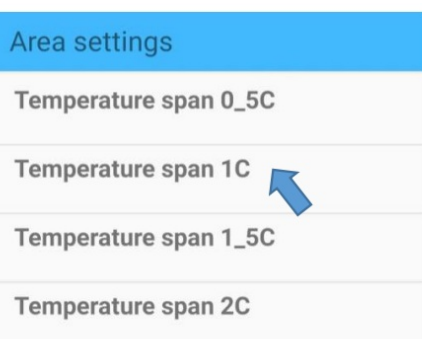 Area settings
Temperature span 0_5C
Temperature span 1C
Temperature span 1_5C
Temperature span 2C